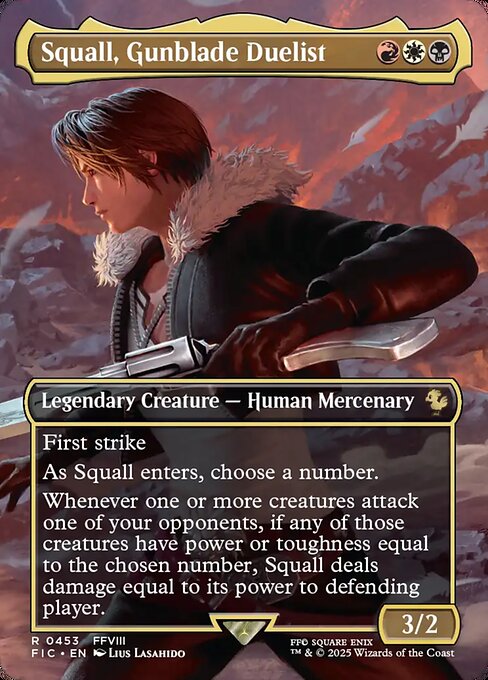 Squall, Gunblade Duelist
Legendary Creature — Human Mercenary
First strike
As Squall enters, choose a number.
Whenever one or more creatures attack
one of your opponents, if any of those
creatures have power or toughness equal
to the chosen number, Squall deals
damage equal to its power to defending
player.
3/2
R 0453 FFVIII
FIC • EN Lius Lasahido
FF© SQUARE ENIX
™ & © 2025 Wizards of the Coast